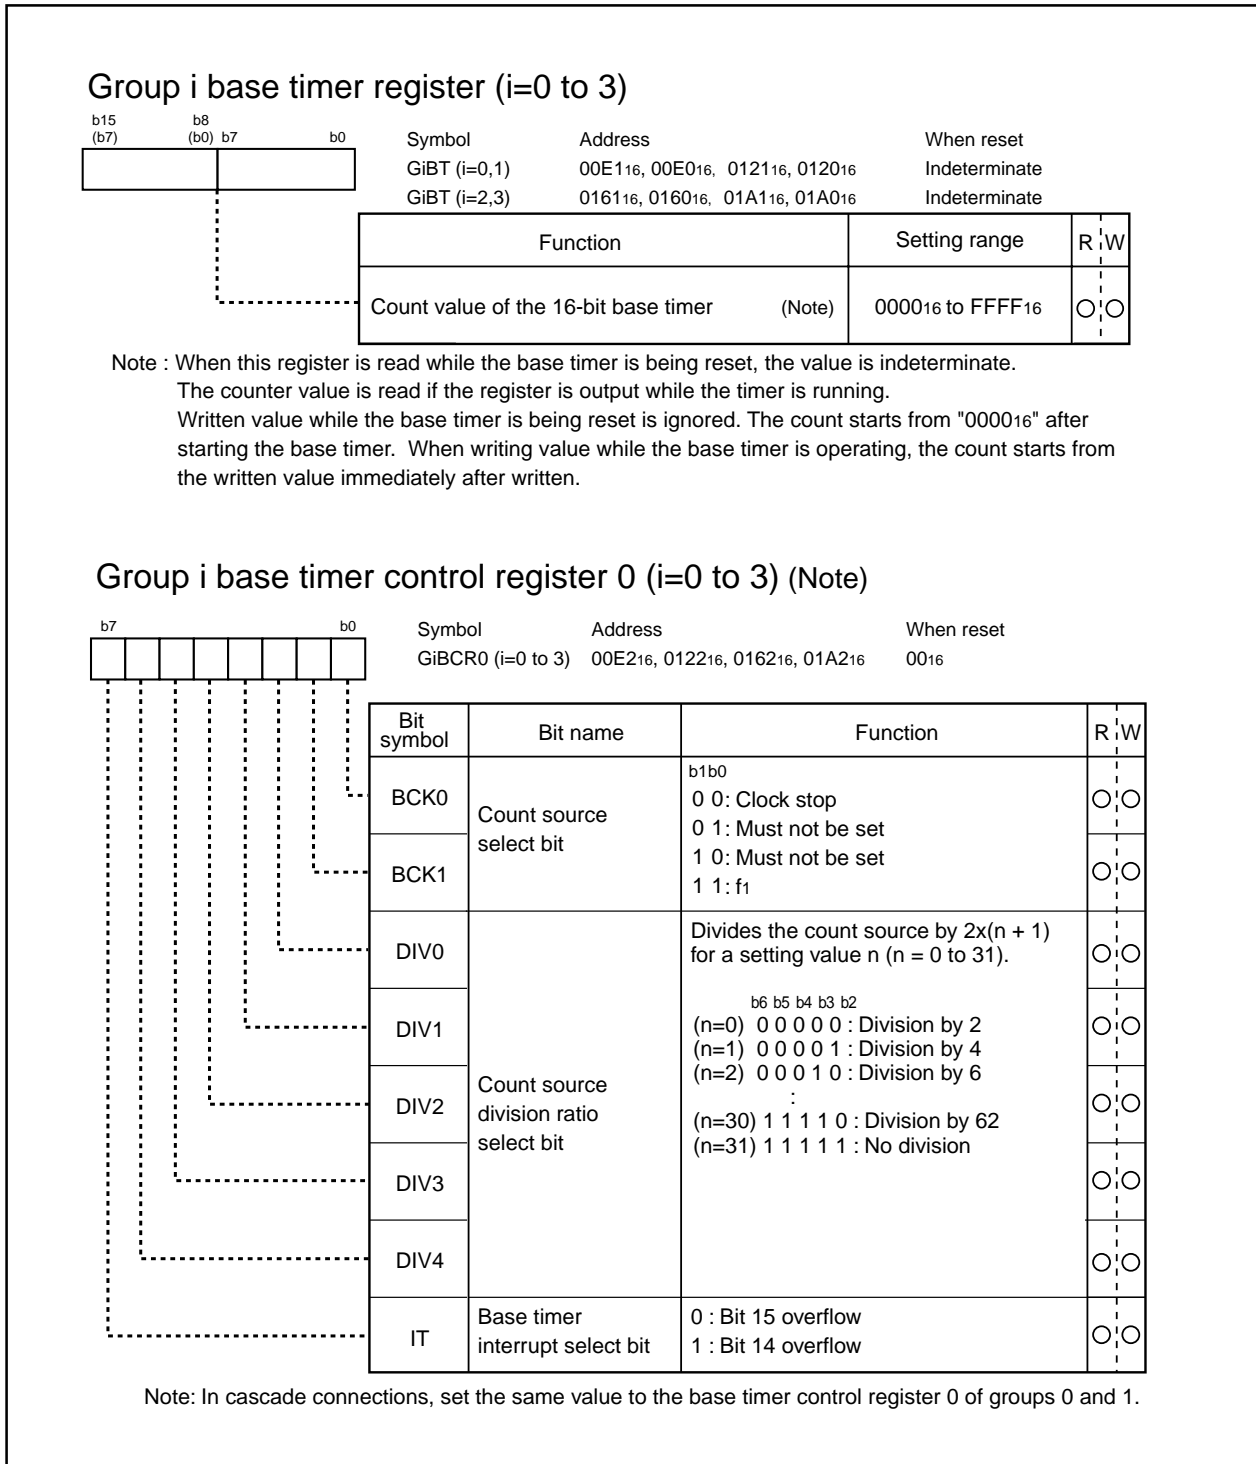 Group i base timer register (i=0 to 3)
b15 b8
(b7) (b0) b7 b0 Symbol Address When reset
GiBT (i=0,1) 00E116, 00E016, 012116, 012016 Indeterminate
GiBT (i=2,3) 016116, 016016, 01A116, 01A016 Indeterminate
Function Setting range R W
Count value of the 16-bit base timer (Note) 000016 to FFFF16
Note : When this register is read while the base timer is being reset, the value is indeterminate.
The counter value is read if the register is output while the timer is running.
Written value while the base timer is being reset is ignored. The count starts from "000016" after
starting the base timer. When writing value while the base timer is operating, the count starts from
the written value immediately after written.
Group i base timer control register 0 (i=0 to 3) (Note)
b7 b0 Symbol Address When reset
GiBCR0 (i=0 to 3) 00E216, 012216, 016216, 01A216 0016
Bit
symbol Bit name Function R W
BCK0
BCK1
Count source
select bit
b1b0
0 0: Clock stop
0 1: Must not be set
1 0: Must not be set
1 1: f1
DIV0
DIV1
DIV2
DIV3
DIV4
Count source
division ratio
select bit
Divides the count source by 2x(n + 1)
for a setting value n (n = 0 to 31).
b6 b5 b4 b3 b2
(n=0) 0 0 0 0 0 : Division by 2
(n=1) 0 0 0 0 1 : Division by 4
(n=2) 0 0 0 1 0 : Division by 6
:
(n=30) 1 1 1 1 0 : Division by 62
(n=31) 1 1 1 1 1 : No division
IT
Base timer
interrupt select bit
0 : Bit 15 overflow
1 : Bit 14 overflow
Note: In cascade connections, set the same value to the base timer control register 0 of groups 0 and 1.